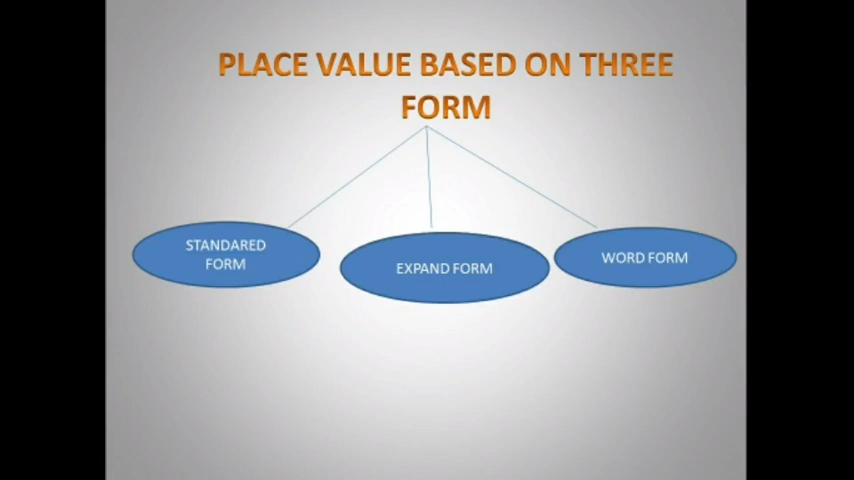 PLACE VALUE BASED ON THREE
FORM
STANDARED
FORM
EXPAND FORM
WORD FORM